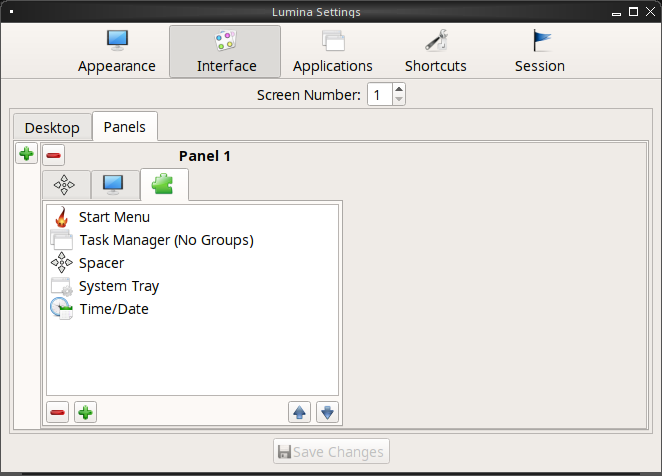 Lumina Settings
Appearance Interface Applications Shortcuts Session
Screen Number: 1
Desktop Panels
Panel 1
Start Menu
Task Manager (No Groups)
Spacer
System Tray
Time/Date
Save Changes